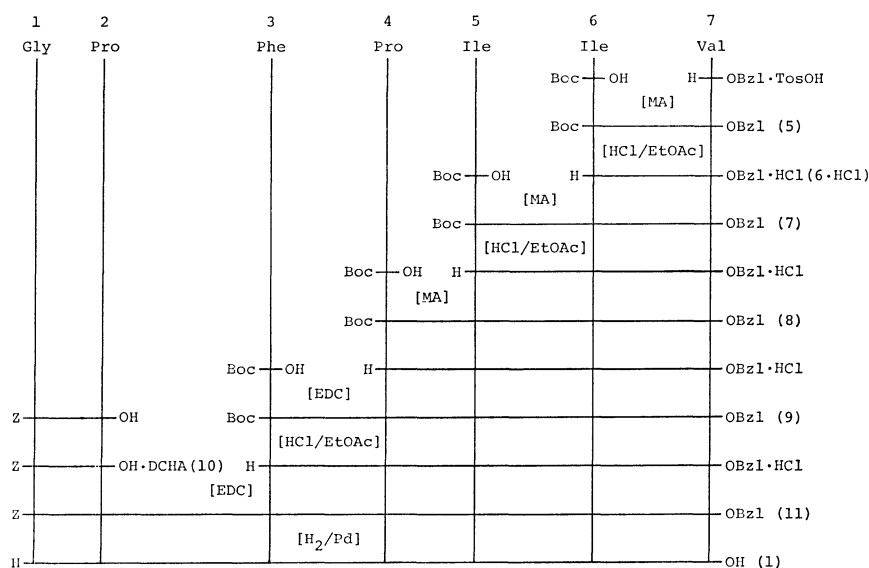 1 2 3 4 5 6 7
Gly Pro Phe Pro Ile Ile Val
Boc OH H OBzl·TosOH
[MA]
Boc OBzl (5)
[HCl/EtOAc]
Boc OH H OBzl·HCl(6·HCl)
[MA]
Boc OBzl (7)
[HCl/EtOAc]
Boc OH H OBzl·HCl
[MA]
Boc OBzl (8)
Boc OH H OBzl·HCl
[EDC]
Z OH Boc OBzl (9)
[HCl/EtOAc]
Z OH·DCHA(10) H OBzl·HCl
[EDC]
Z OBzl (11)
[H2/Pd]
H OH (1)